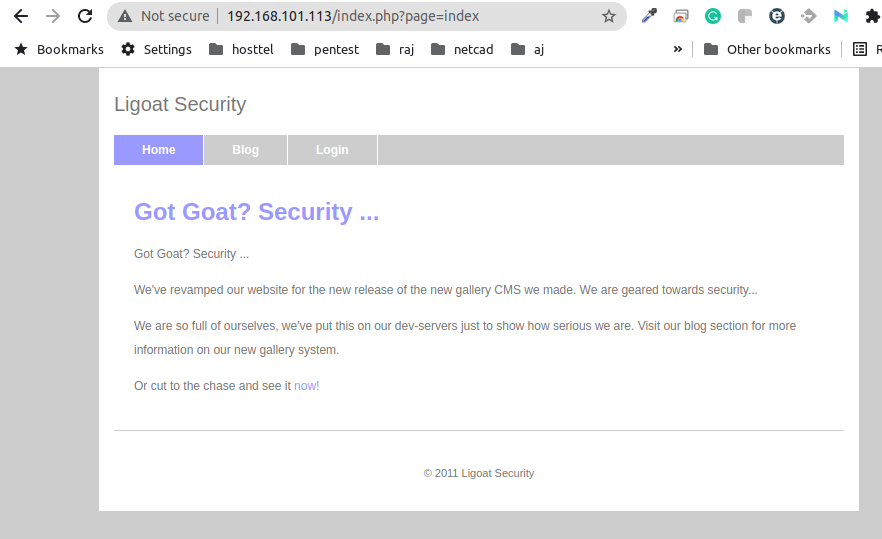 Not secure 192.168.101.113/index.php?page=index
Bookmarks Settings hosttel pentest raj netcad aj » Other bookmarks R
Ligoat Security
Home Blog Login
Got Goat? Security ...
Got Goat? Security ...
We've revamped our website for the new release of the new gallery CMS we made. We are geared towards security...
We are so full of ourselves, we've put this on our dev-servers just to show how serious we are. Visit our blog section for more
information on our new gallery system.
Or cut to the chase and see it now!
© 2011 Ligoat Security